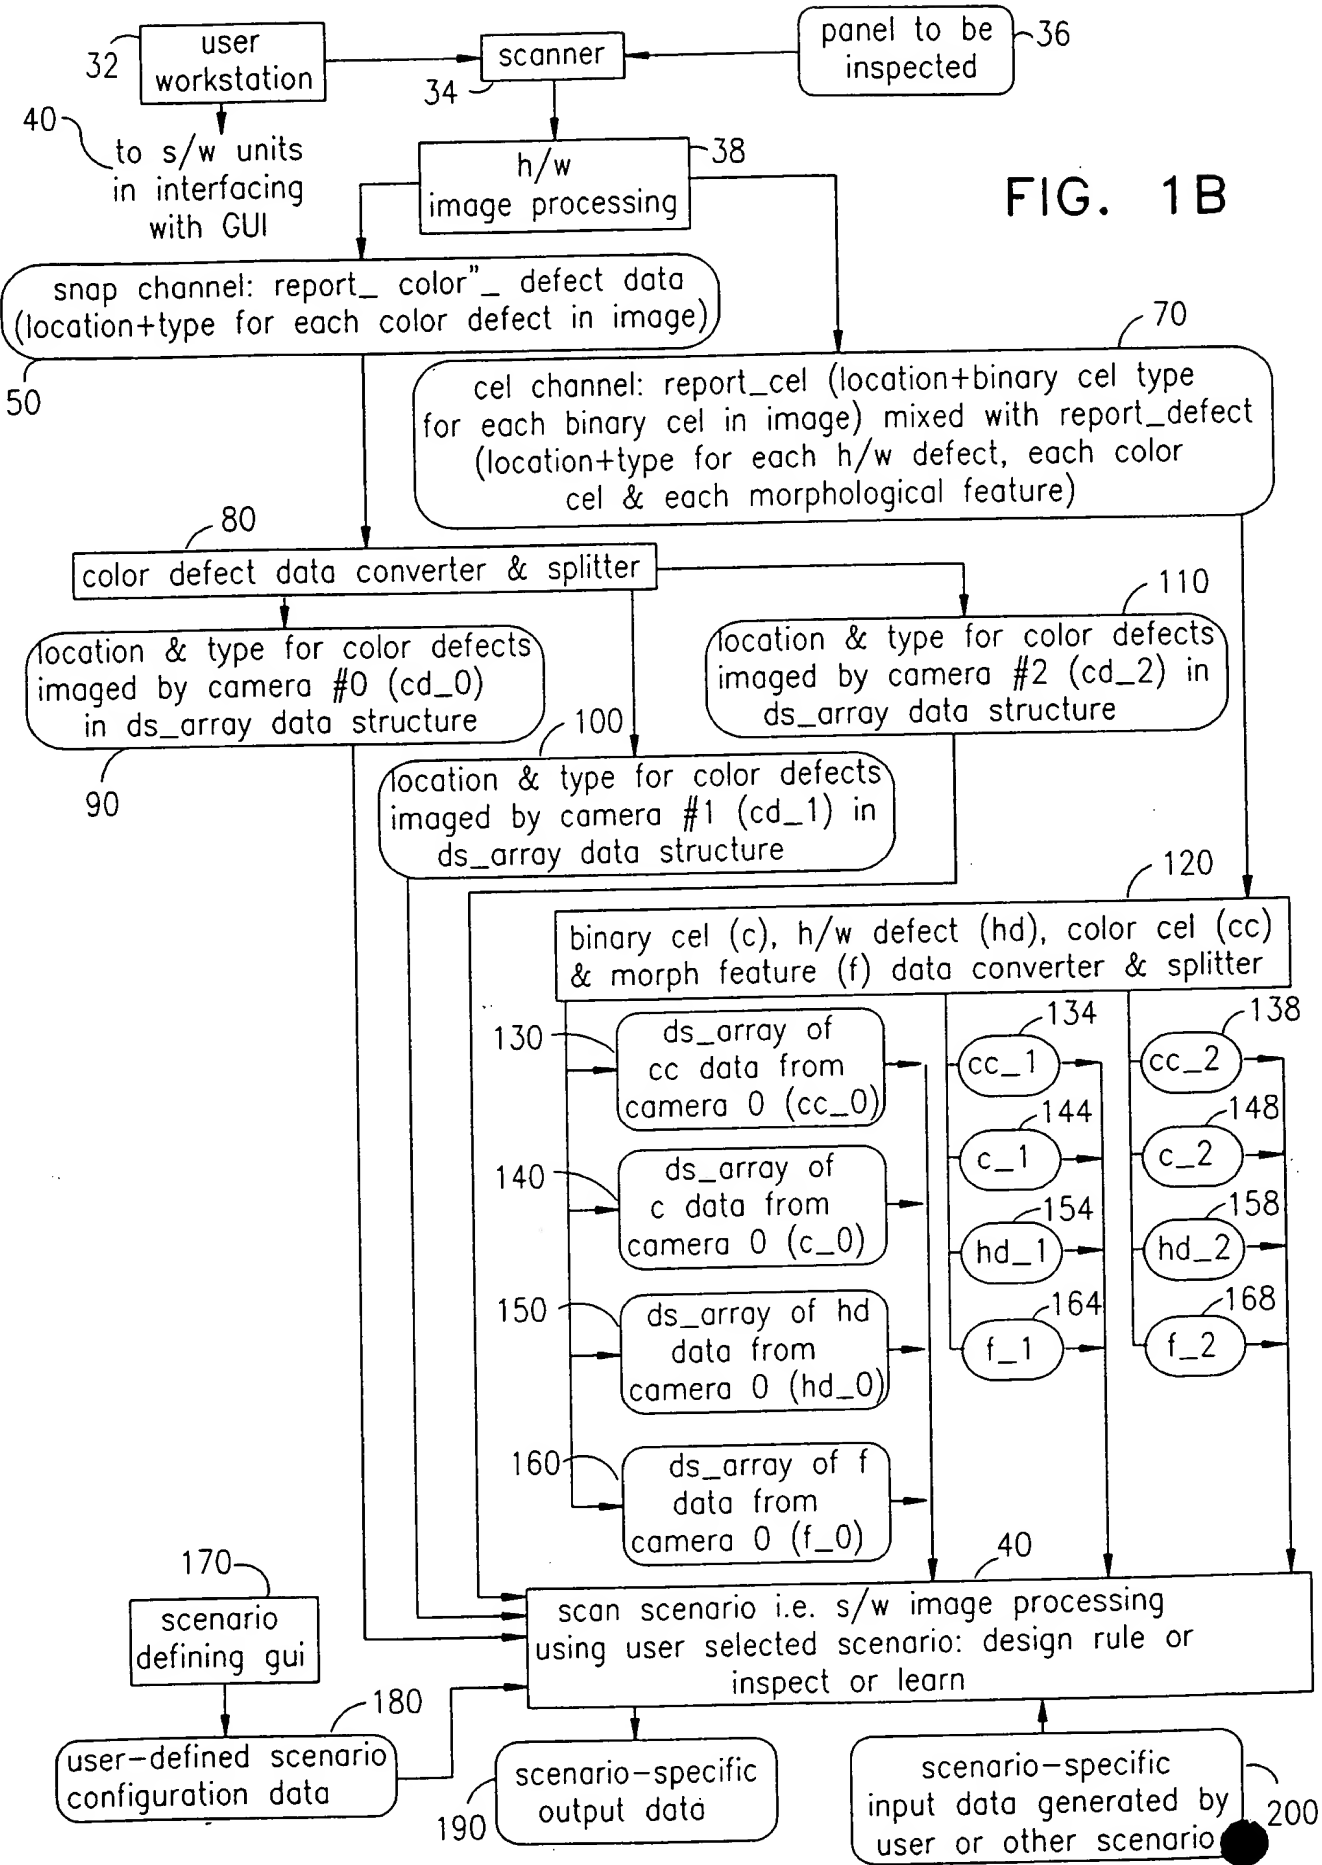 32
user
workstation
scanner
34
panel to be
inspected
36
40
to s/w units
in interfacing
with GUI
h/w
image processing
38
FIG. 1B
snap channel: report_ color"_ defect data
(location+type for each color defect in image)
50
70
cel channel: report_cel (location+binary cel type
for each binary cel in image) mixed with report_defect
(location+type for each h/w defect, each color
cel & each morphological feature)
80
color defect data converter & splitter
110
location & type for color defects
imaged by camera #0 (cd_0)
in ds_array data structure
90
location & type for color defects
imaged by camera #2 (cd_2) in
ds_array data structure
100
location & type for color defects
imaged by camera #1 (cd_1) in
ds_array data structure
120
binary cel (c), h/w defect (hd), color cel (cc)
& morph feature (f) data converter & splitter
130
ds_array of
cc data from
camera 0 (cc_0)
134
cc_1
138
cc_2
140
ds_array of
c data from
camera 0 (c_0)
144
c_1
148
c_2
150
ds_array of hd
data from
camera 0 (hd_0)
154
hd_1
158
hd_2
160
ds_array of f
data from
camera 0 (f_0)
164
f_1
168
f_2
40
scan scenario i.e. s/w image processing
using user selected scenario: design rule or
inspect or learn
170
scenario
defining gui
180
user-defined scenario
configuration data
190
scenario-specific
output data
scenario-specific
input data generated by
user or other scenario
200